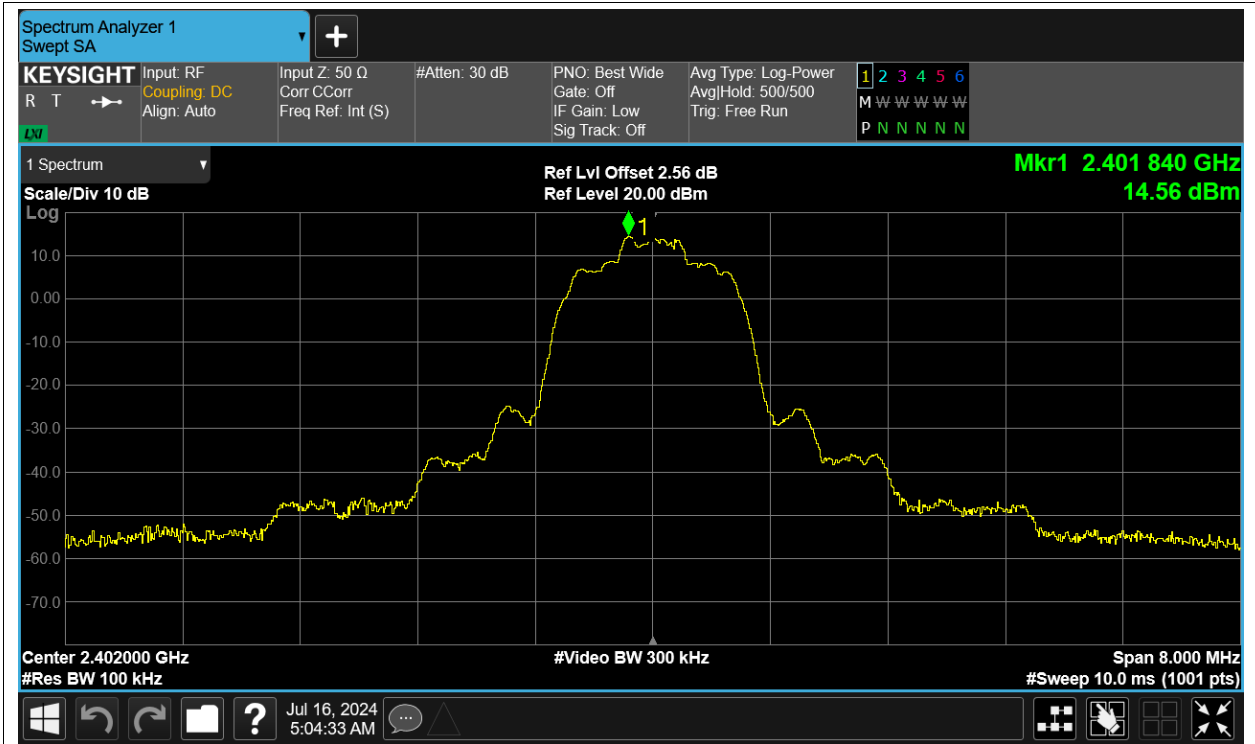 Spectrum Analyzer 1
Swept SA
+
KEYSIGHT
R T
LXI
Input: RF
Coupling: DC
Align: Auto
Input Z: 50 Ω
Corr CCorr
Freq Ref: Int (S)
#Atten: 30 dB
PNO: Best Wide
Gate: Off
IF Gain: Low
Sig Track: Off
Avg Type: Log-Power
Avg|Hold: 500/500
Trig: Free Run
1 2 3 4 5 6
M W W W W W
P N N N N N
1 Spectrum
Scale/Div 10 dB
Log
Ref Lvl Offset 2.56 dB
Ref Level 20.00 dBm
Mkr1 2.401 840 GHz
14.56 dBm
1
10.0
0.00
-10.0
-20.0
-30.0
-40.0
-50.0
-60.0
-70.0
Center 2.402000 GHz
#Res BW 100 kHz
#Video BW 300 kHz
Span 8.000 MHz
#Sweep 10.0 ms (1001 pts)
?
Jul 16, 2024
5:04:33 AM